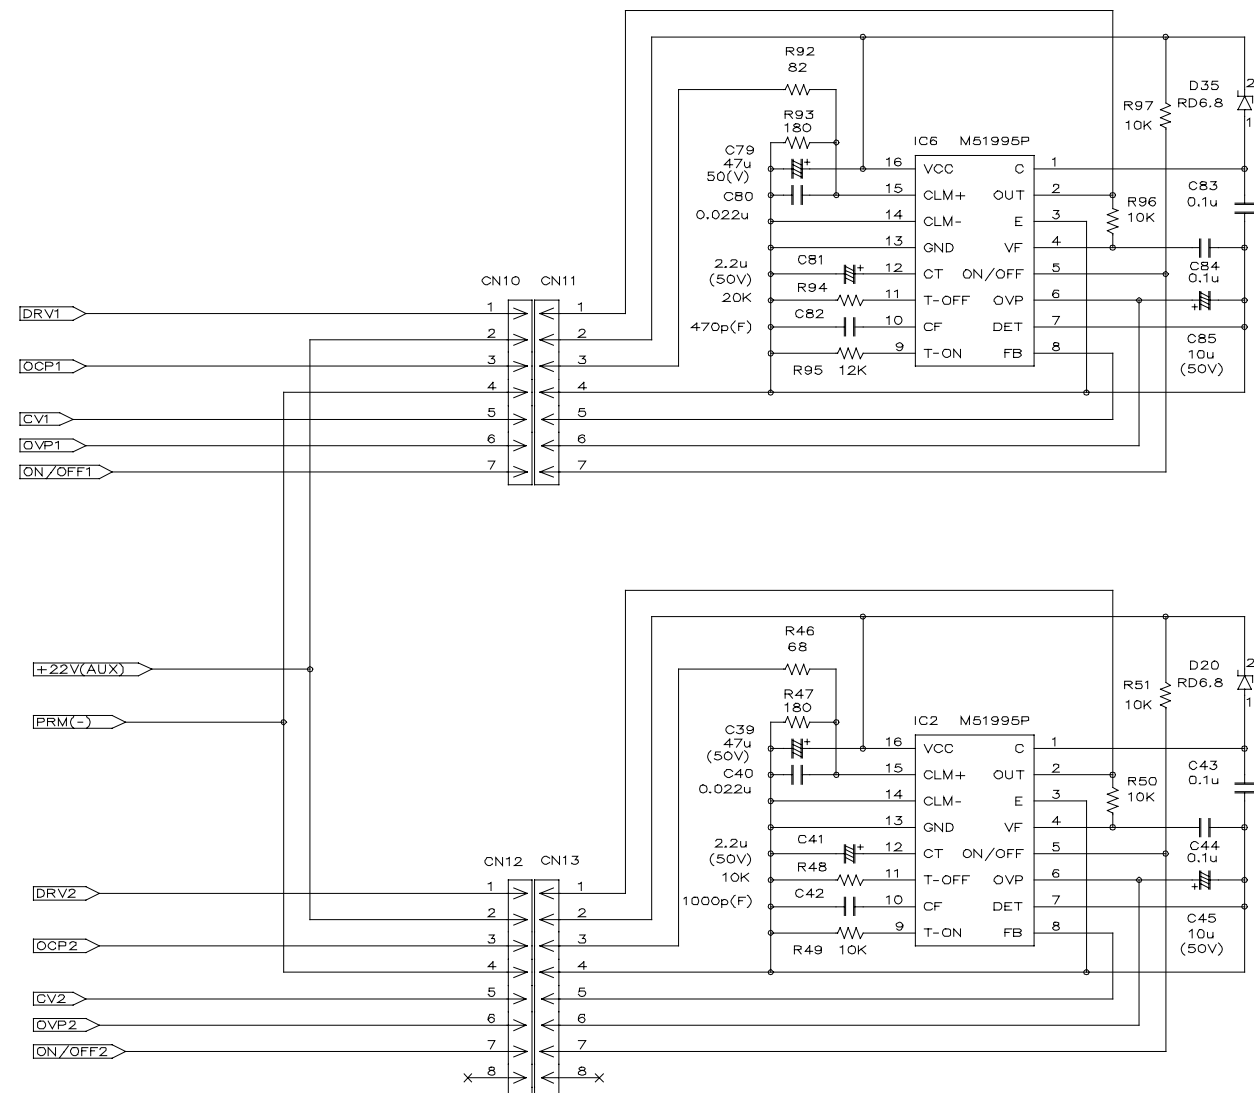 R92
82
R93
180
C79
47u
50(V)
C80
0.022u
IC6 M51995P
16 VCC C 1
15 CLM+ OUT 2
14 CLM- E 3
13 GND VF 4
12 CT ON/OFF 5
11 T-OFF OVP 6
10 CF DET 7
9 T-ON FB 8
2.2u
(50V)
20K
470p(F)
C81
+
R94
C82
R95 12K
R97
10K
D35
RD6.8
2
1
R96
10K
C83
0.1u
C84
0.1u
+
C85
10u
(50V)
CN10 CN11
DRV1 1 1
2 2
OCP1 3 3
4 4
CV1 5 5
OVP1 6 6
ON/OFF1 7 7
+22V(AUX)
PRM(-)
R46
68
R47
180
C39
47u
(50V)
C40
0.022u
IC2 M51995P
16 VCC C 1
15 CLM+ OUT 2
14 CLM- E 3
13 GND VF 4
12 CT ON/OFF 5
11 T-OFF OVP 6
10 CF DET 7
9 T-ON FB 8
2.2u
(50V)
10K
1000p(F)
C41
+
R48
C42
R49 10K
R51
10K
D20
RD6.8
2
1
R50
10K
C43
0.1u
C44
0.1u
+
C45
10u
(50V)
CN12 CN13
DRV2 1 1
2 2
OCP2 3 3
4 4
CV2 5 5
OVP2 6 6
ON/OFF2 7 7
8 8